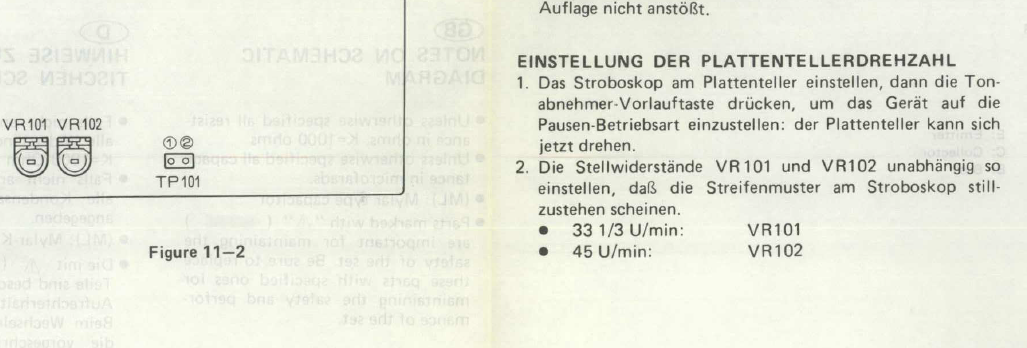 VR101 VR102
①②
TP101
Figure 11–2
Auflage nicht anstößt.
EINSTELLUNG DER PLATTENTELLERDREHZAHL
1. Das Stroboskop am Plattenteller einstellen, dann die Ton-
abnehmer-Vorlauftaste drücken, um das Gerät auf die
Pausen-Betriebsart einzustellen: der Plattenteller kann sich
jetzt drehen.
2. Die Stellwiderstände VR101 und VR102 unabhängig so
einstellen, daß die Streifenmuster am Stroboskop still-
zustehen scheinen.
● 33 1/3 U/min: VR101
● 45 U/min: VR102